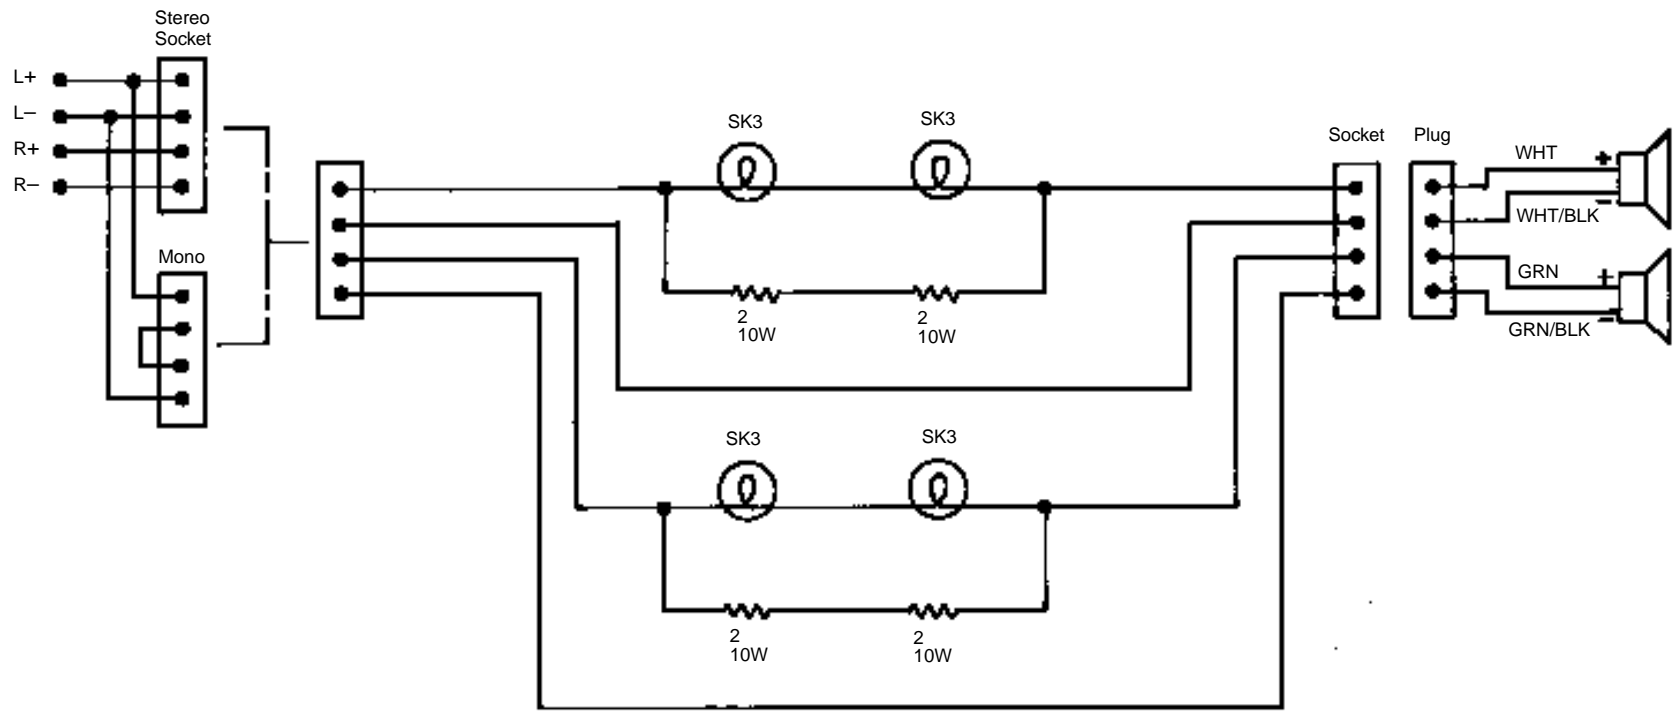 Stereo
Socket
L+
L–
R+
R–
Mono
SK3
SK3
2
10W
2
10W
SK3
SK3
2
10W
2
10W
Socket
Plug
WHT
+
–
WHT/BLK
GRN
+
–
GRN/BLK